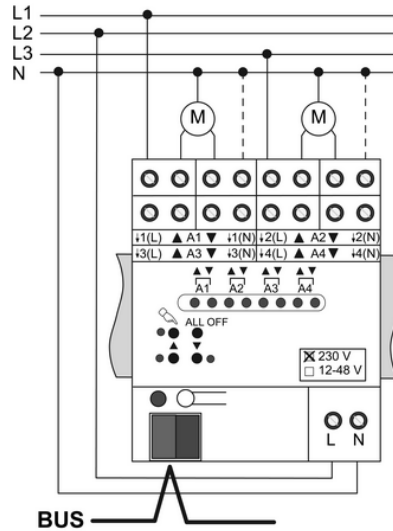 L1
L2
L3
N
M M
↓1(L) ▲ A1 ▼ ↓1(N) ↓2(L) ▲ A2 ▼ ↓2(N)
↓3(L) ▲ A3 ▼ ↓3(N) ↓4(L) ▲ A4 ▼ ↓4(N)
▲ ▼ ▲ ▼ ▲ ▼ ▲ ▼
A1 A2 A3 A4
ALL OFF
▲ ▼
☒ 230 V
☐ 12-48 V
L N
BUS